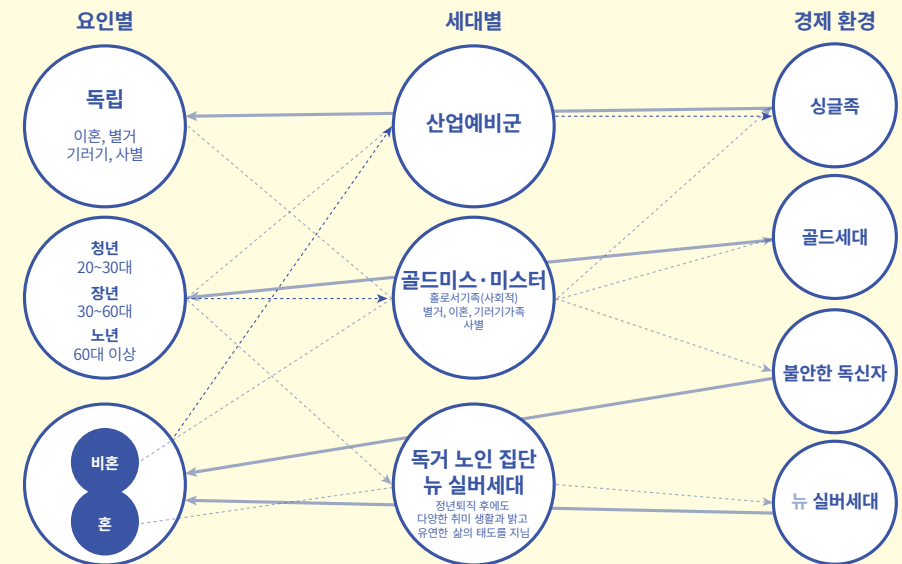 요인별
세대별
경제 환경
독립
이혼, 별거
기러기, 사별
청년
20~30대
장년
30~60대
노년
60대 이상
비혼
혼
산업예비군
골드미스·미스터
홀로서기족(사회적)
별거, 이혼, 기러기가족
사별
독거 노인 집단
뉴 실버세대
정년퇴직 후에도
다양한 취미 생활과 밝고
유연한 삶의 태도를 지님
싱글족
골드세대
불안한 독신자
뉴 실버세대